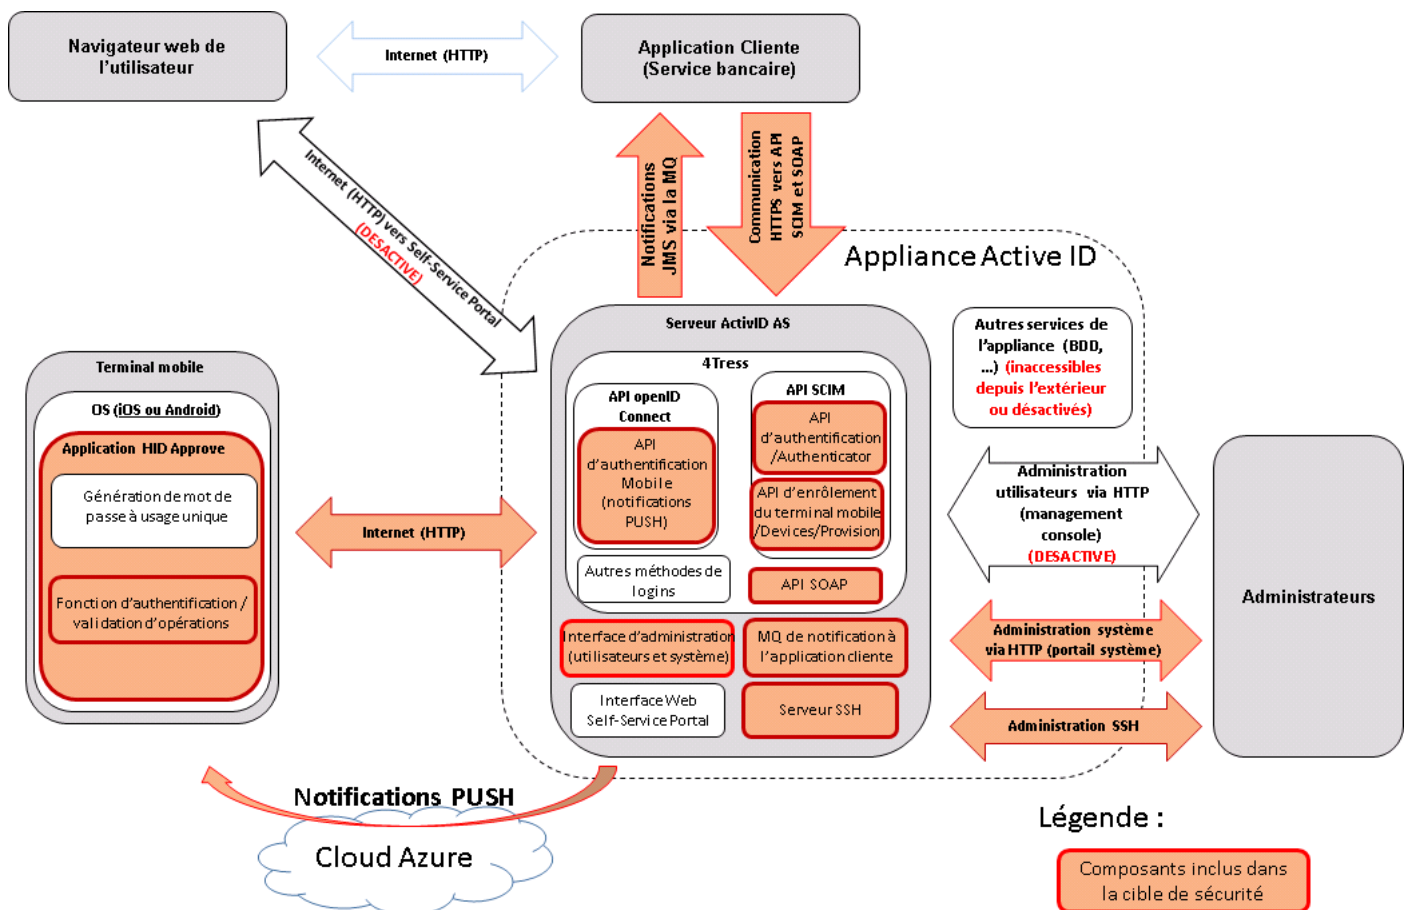 Navigateur web de
l'utilisateur
Internet (HTTP)
Application Cliente
(Service bancaire)
Internet (HTTP) vers Self-Service Portal
(DESACTIVE)
Notifications
JMS via la MQ
Communication
HTTPS vers API
SCIM et SOAP
Appliance Active ID
Serveur ActivID AS
4Tress
API openID
Connect
API
d'authentification
Mobile
(notifications
PUSH)
API SCIM
API
d'authentification
/Authenticator
API d'enrôlement
du terminal mobile
/Devices/Provision
Autres méthodes de
logins
API SOAP
Interface d'administration
(utilisateurs et système)
MQ de notification à
l'application cliente
Interface Web
Self-Service Portal
Serveur SSH
Autres services de
l'appliance (BDD,
...) (inaccessibles
depuis l'extérieur
ou désactivés)
Terminal mobile
OS (iOS ou Android)
Application HID Approve
Génération de mot de
passe à usage unique
Fonction d'authentification /
validation d'opérations
Internet (HTTP)
Administration
utilisateurs via HTTP
(management
console)
(DESACTIVE)
Administration système
via HTTP (portail système)
Administration SSH
Administrateurs
Notifications PUSH
Cloud Azure
Légende :
Composants inclus dans
la cible de sécurité